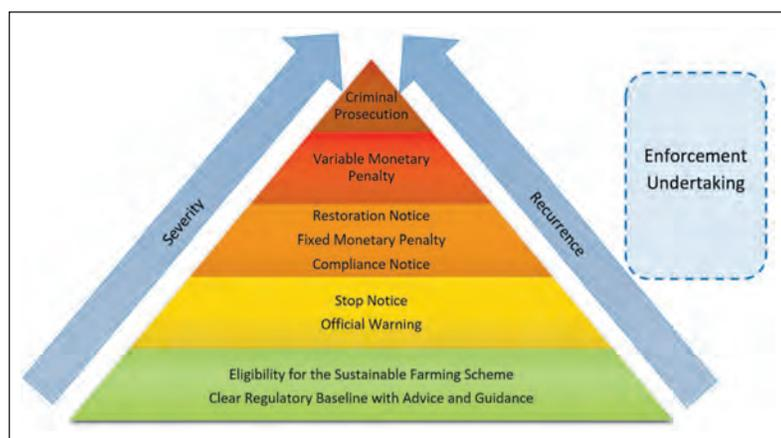 Criminal
Prosecution
Variable Monetary
Penalty
Restoration Notice
Fixed Monetary Penalty
Compliance Notice
Stop Notice
Official Warning
Eligibility for the Sustainable Farming Scheme
Clear Regulatory Baseline with Advice and Guidance
Severity
Recurrence
Enforcement
Undertaking